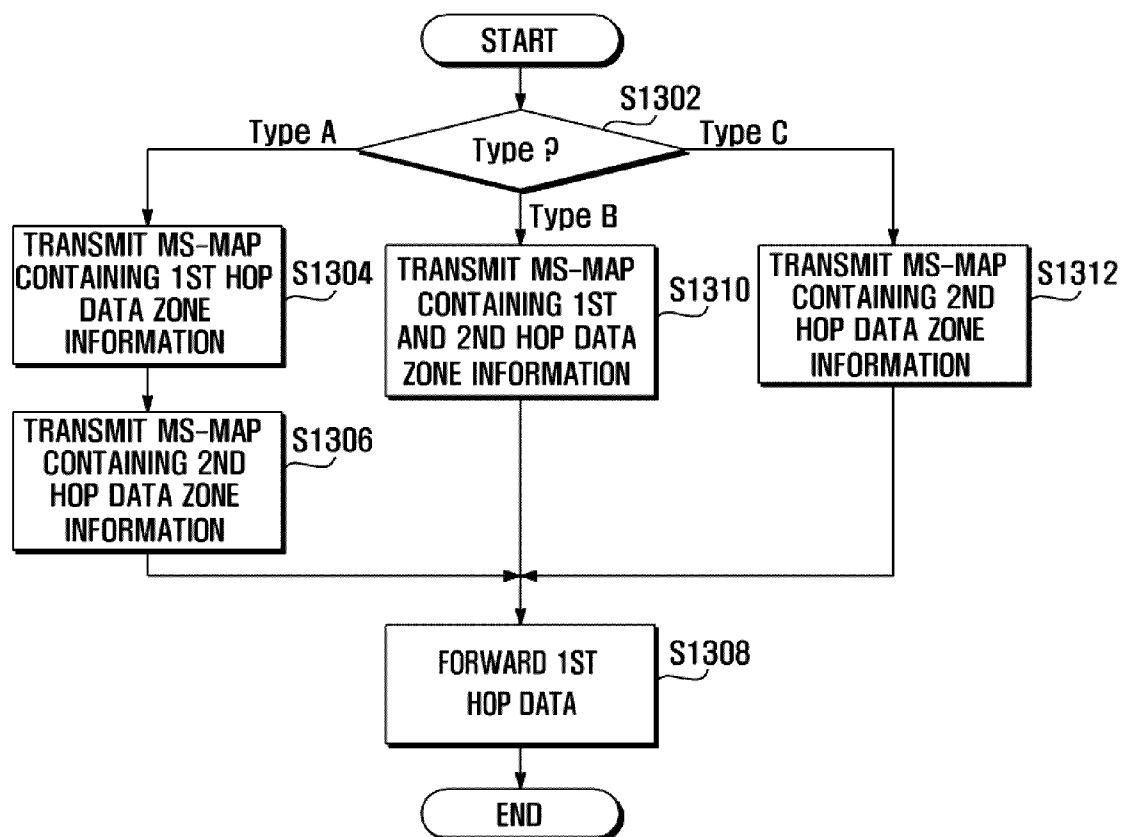 START
S1302
Type A
Type ?
Type C
Type B
TRANSMIT MS-MAP
CONTAINING 1ST HOP
DATA ZONE
INFORMATION
S1304
TRANSMIT MS-MAP
CONTAINING 1ST
AND 2ND HOP DATA
ZONE INFORMATION
S1310
TRANSMIT MS-MAP
CONTAINING 2ND
HOP DATA ZONE
INFORMATION
S1312
TRANSMIT MS-MAP
CONTAINING 2ND
HOP DATA ZONE
INFORMATION
S1306
FORWARD 1ST
HOP DATA
S1308
END